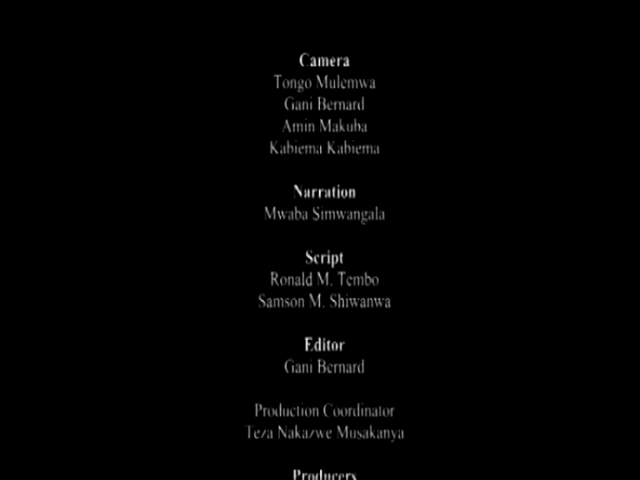 Camera
Tongo Mulemwa
Gani Bernard
Amin Makuba
Kabiema Kabiema
Narration
Mwaba Simwangala
Script
Ronald M. Tembo
Samson M. Shiwanwa
Editor
Gani Bernard
Production Coordinator
Teza Nakazwe Musakanya
Producers